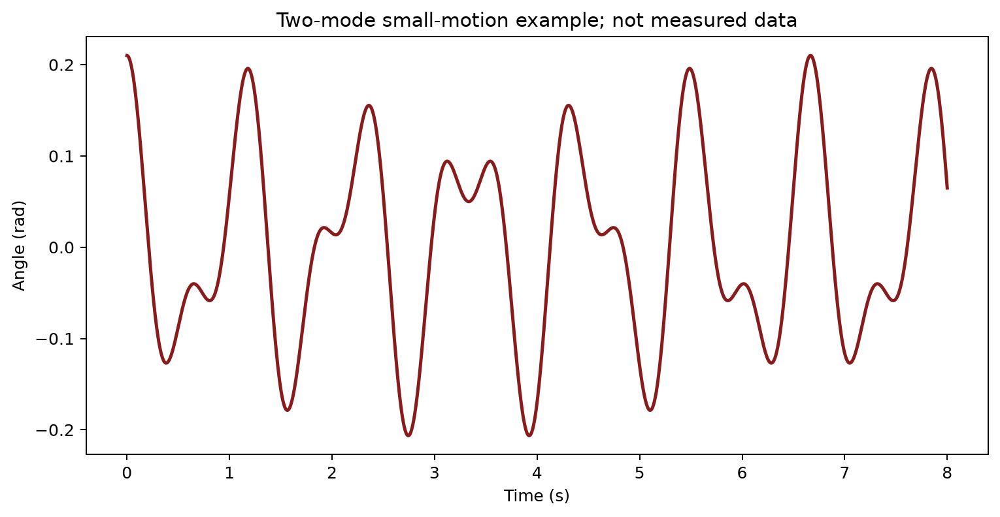 Two-mode small-motion example; not measured data
Angle (rad)
0.2
0.1
0.0
−0.1
−0.2
0 1 2 3 4 5 6 7 8
Time (s)